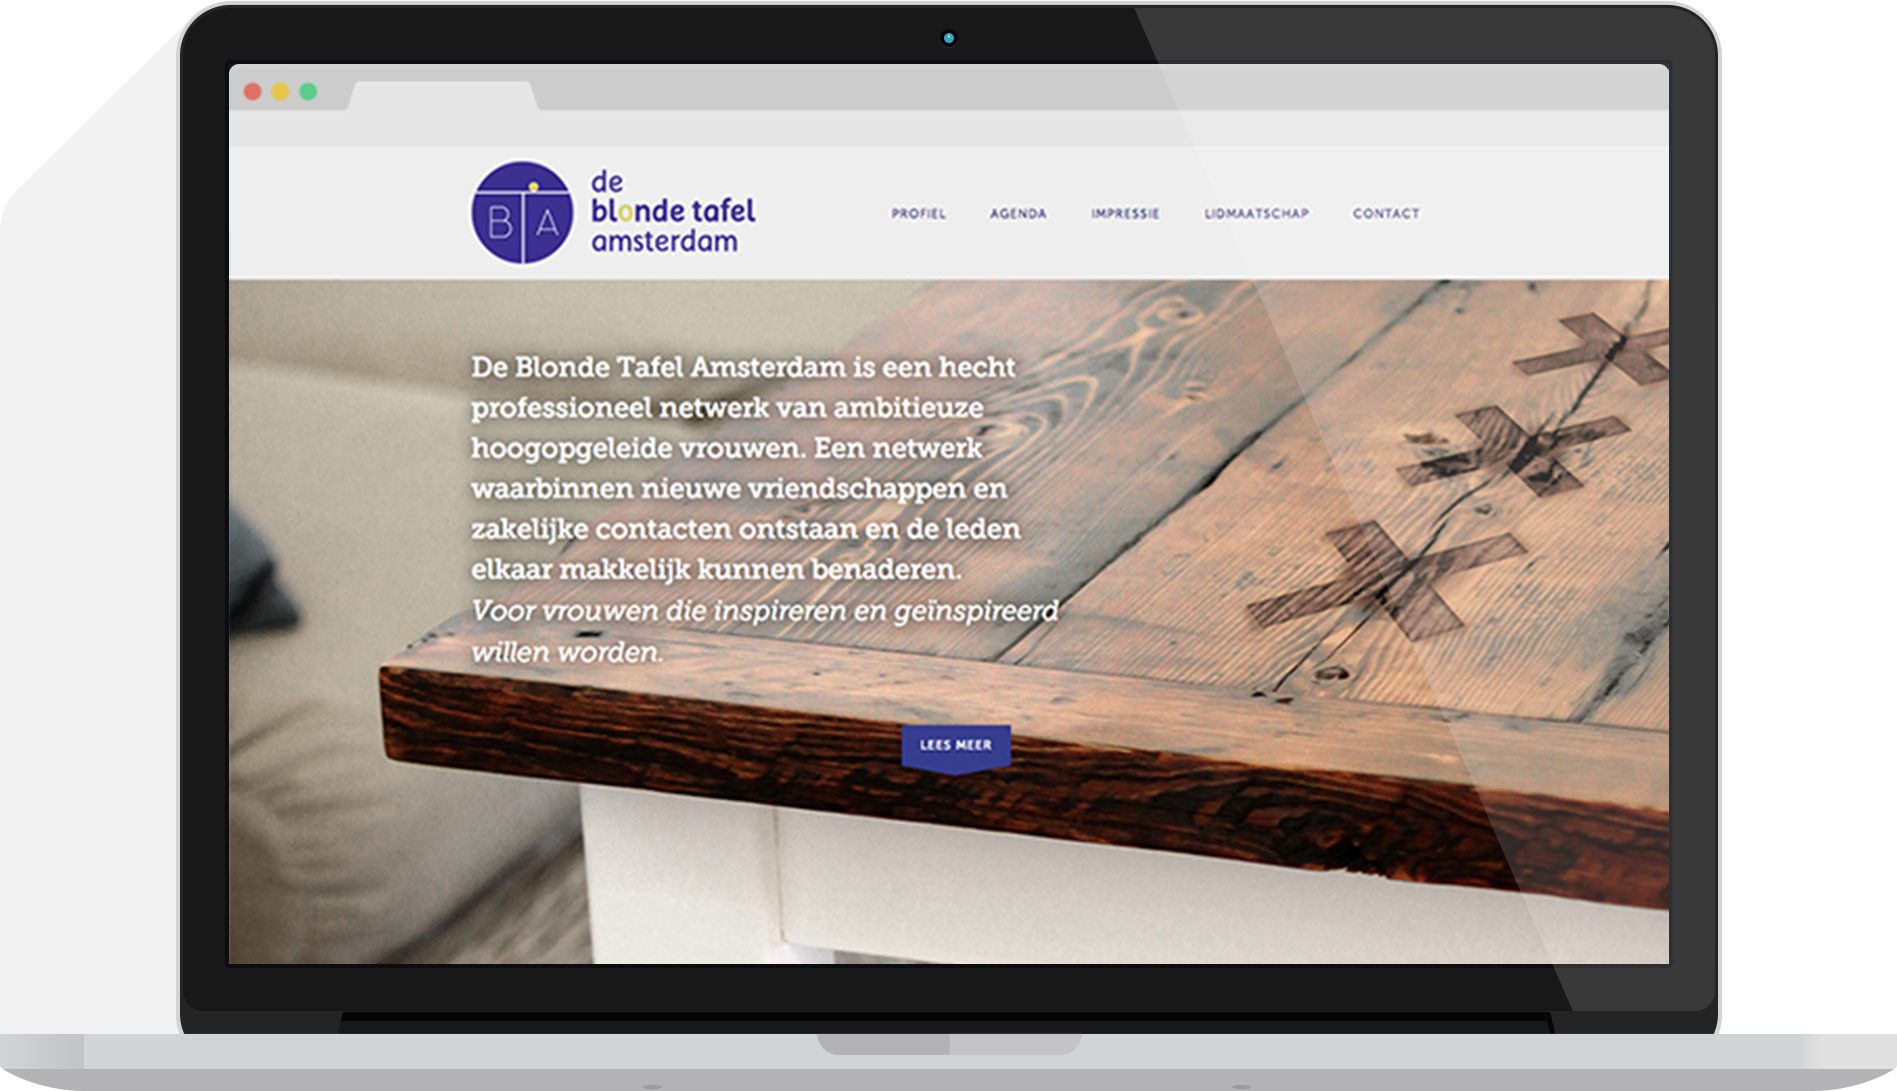 BTA
de
blonde tafel
amsterdam
PROFIEL AGENDA IMPRESSIE LIDMAATSCHAP CONTACT
De Blonde Tafel Amsterdam is een hecht
professioneel netwerk van ambitieuze
hoogopgeleide vrouwen. Een netwerk
waarbinnen nieuwe vriendschappen en
zakelijke contacten ontstaan en de leden
elkaar makkelijk kunnen benaderen.
Voor vrouwen die inspireren en geïnspireerd
willen worden.
LEES MEER